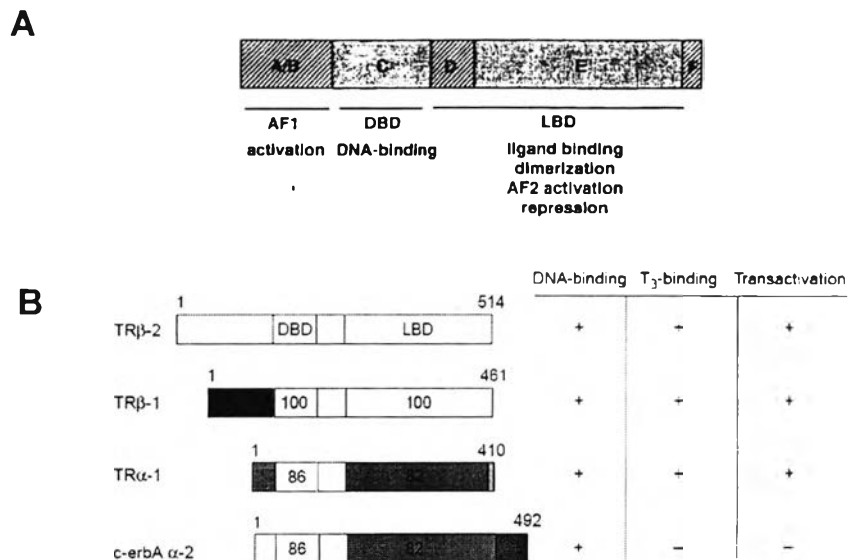 A
A/B C D E F
AF1 DBD LBD
activation DNA-binding ligand binding
dimerization
AF2 activation
repression
B
DNA-binding T3-binding Transactivation
1 514
TRβ-2 DBD LBD + + +
1 461
TRβ-1 100 100 + + +
1 410
TRα-1 86 82 + + +
1 492
c-erbA α-2 86 82 + − −